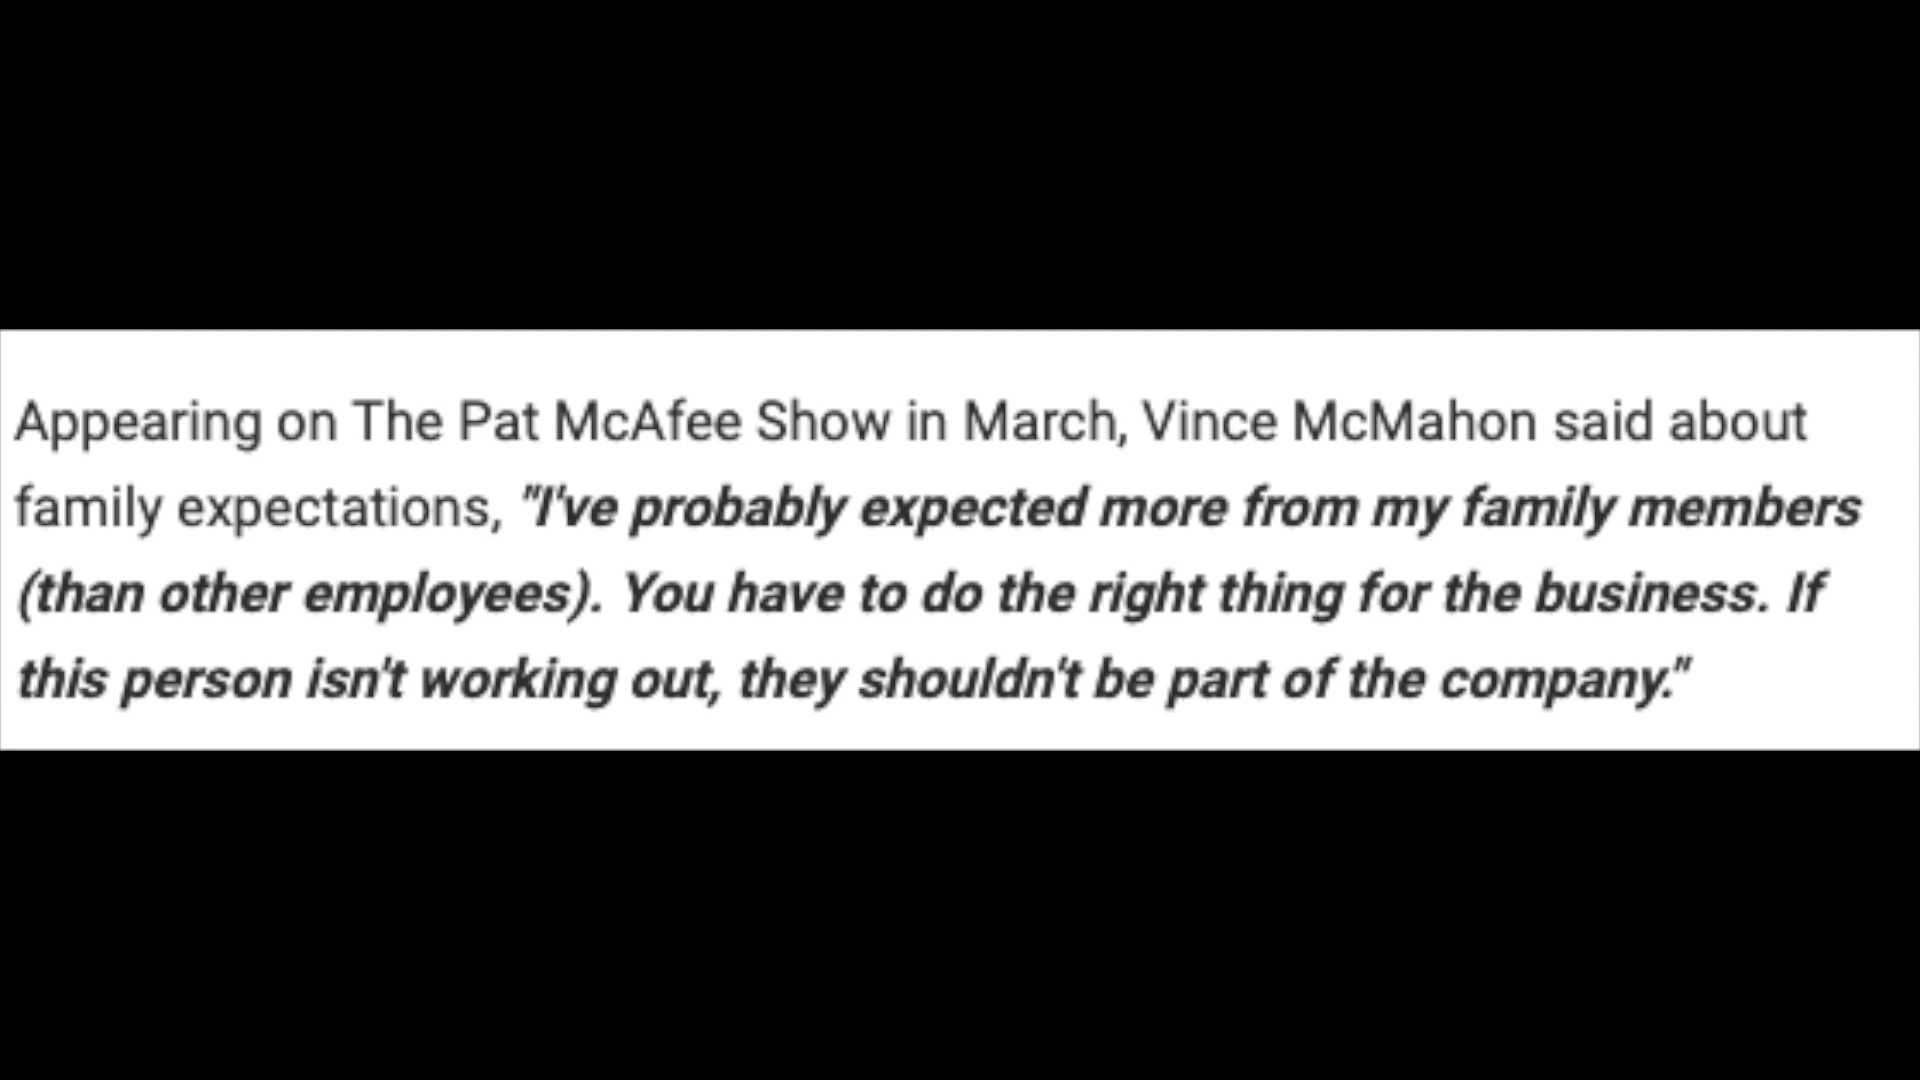 Appearing on The Pat McAfee Show in March, Vince McMahon said about
family expectations, "I've probably expected more from my family members
(than other employees). You have to do the right thing for the business. If
this person isn't working out, they shouldn't be part of the company."